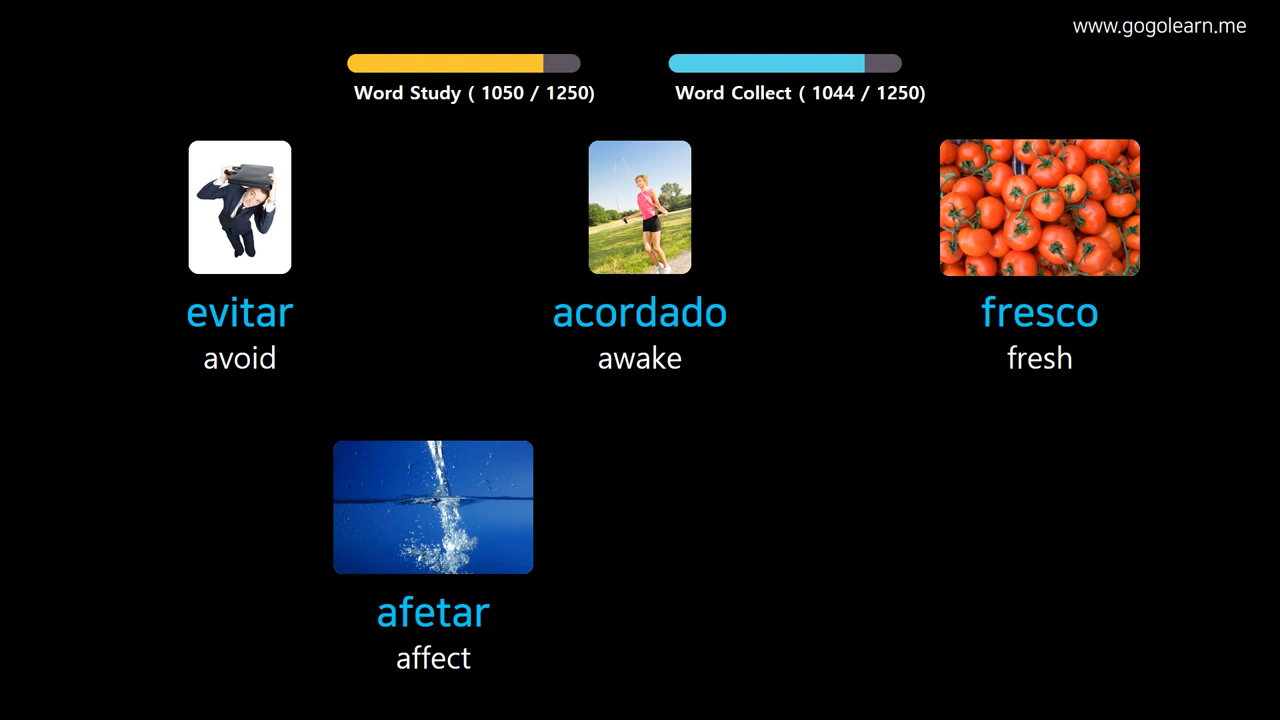 www.gogolearn.me
Word Study ( 1050 / 1250)
Word Collect ( 1044 / 1250)
evitar
avoid
acordado
awake
fresco
fresh
afetar
affect